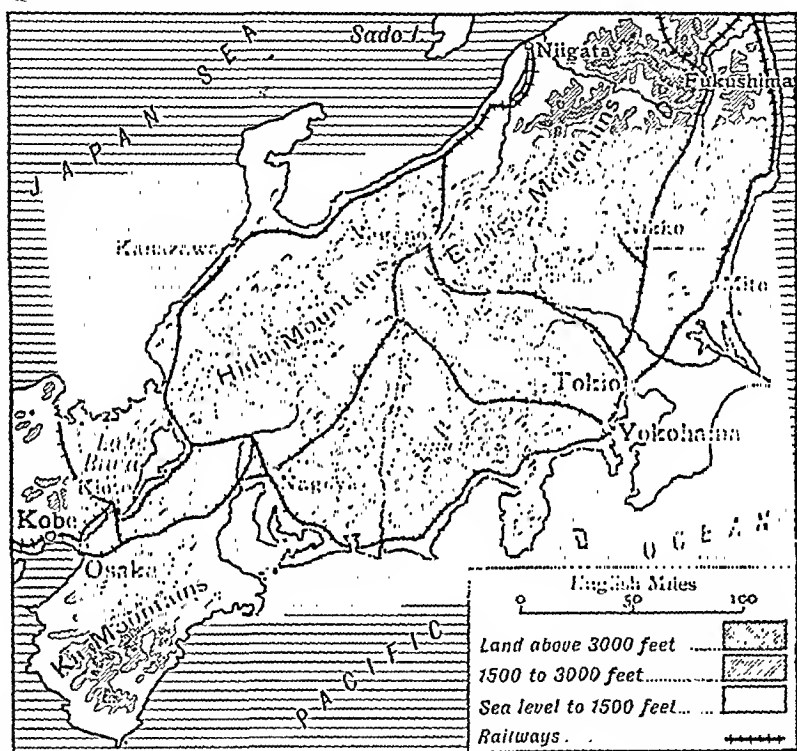 Sado I.
Niigata
Fukushima
JAPAN SEA
Echigo Mountains
Nikko
Nagano
Kanazawa
Mito
Hida Mountains
Tokio
Yokohama
Lake
Biwa
Kioto
Nagoya
Kobe
Osaka
Kii Mountains
PACIFIC OCEAN
English Miles
0 50 100
Land above 3000 feet
1500 to 3000 feet
Sea level to 1500 feet
Railways